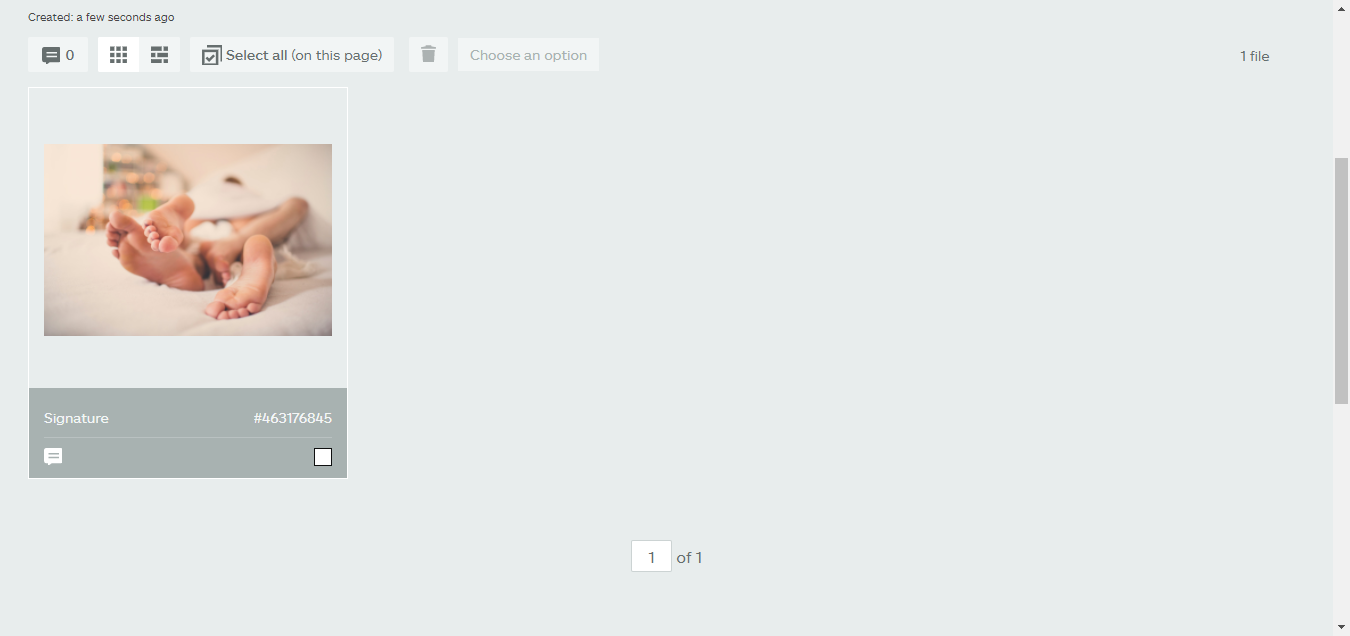 Created: a few seconds ago
0 Select all (on this page) Choose an option 1 file
Signature #463176845
1 of 1